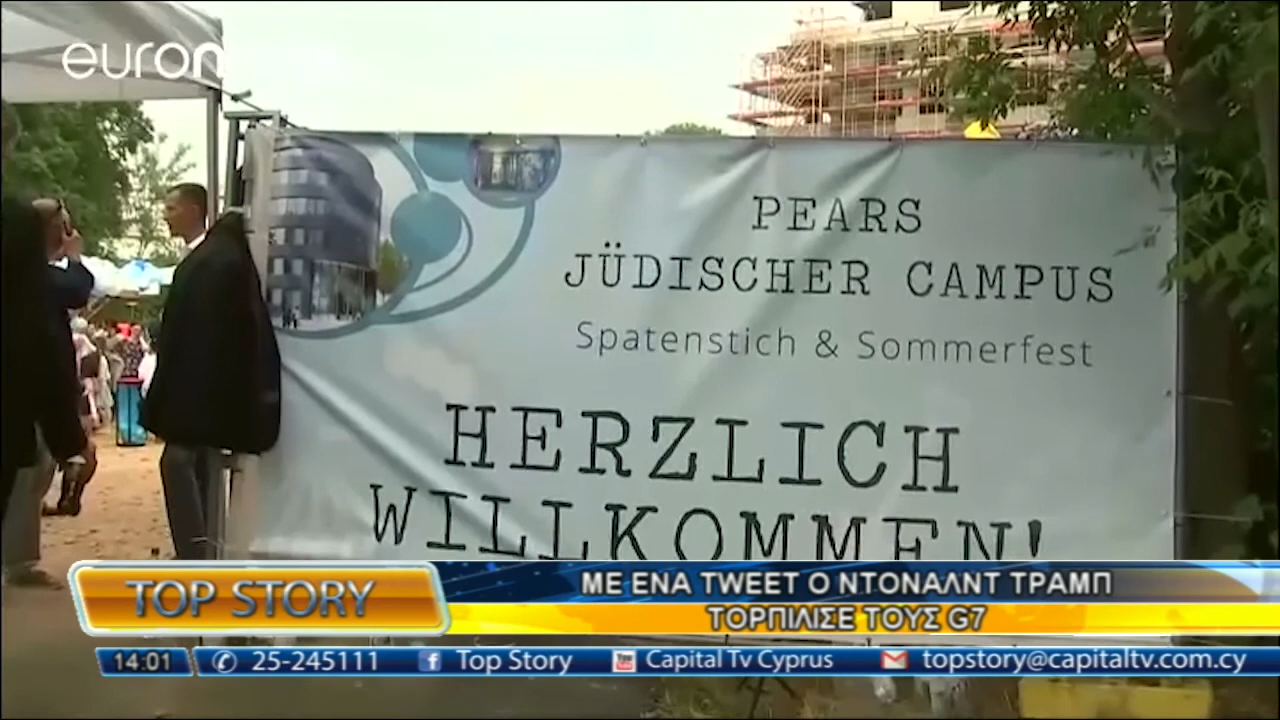 euron
PEARS
JÜDISCHER CAMPUS
Spatenstich & Sommerfest
HERZLICH
WILLKOMMEN!
TOP STORY
ΜΕ ΕΝΑ TWEET Ο ΝΤΟΝΑΛΝΤ ΤΡΑΜΠ
ΤΟΡΠΙΛΙΣΕ ΤΟΥΣ G7
14:01 25-245111 Top Story Capital Tv Cyprus topstory@capitaltv.com.cy